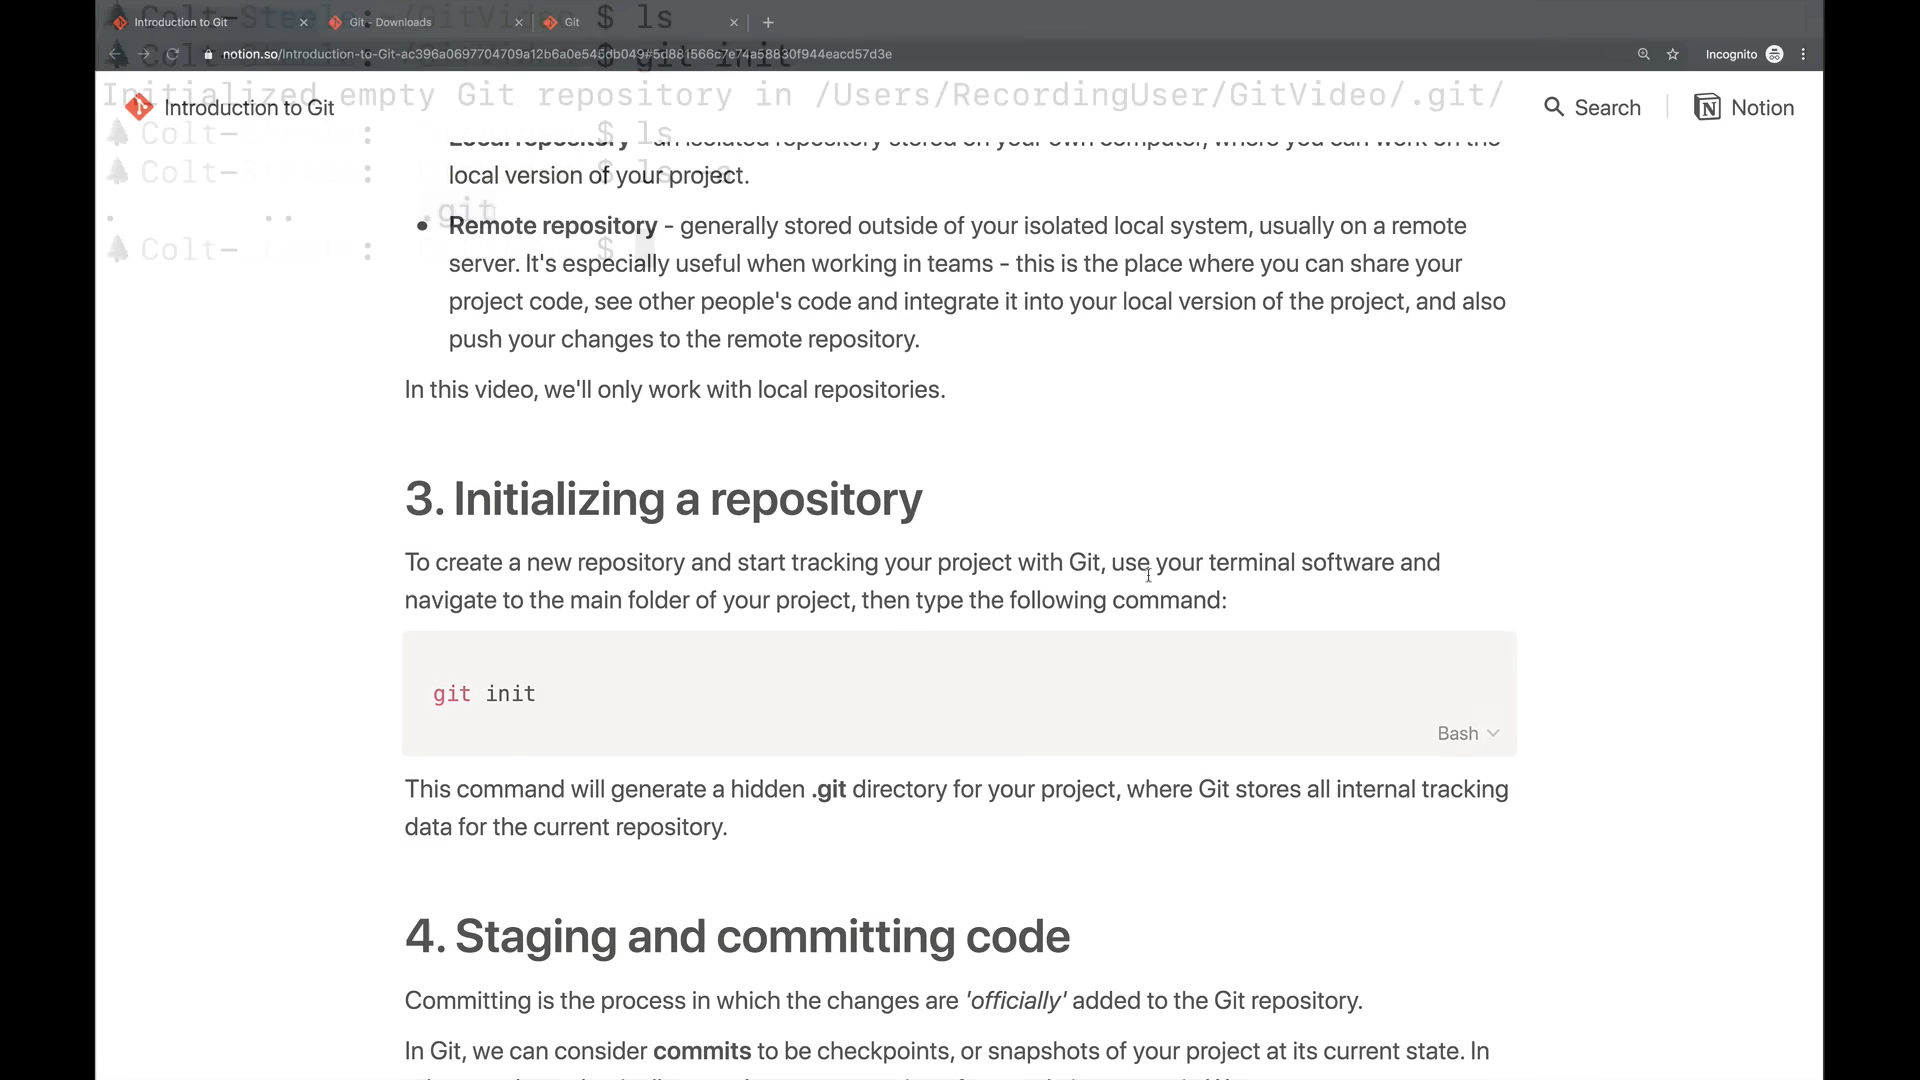 Introduction to Git
Git - Downloads
Git
$ ls
Colt-Steele:~/GitVideo
notion.so/Introduction-to-Git-ac396a0697704709a12b6a0e545db049#5d881566c7e74a58830f944eacd57d3e
$ git init
Incognito
Initialized empty Git repository in /Users/RecordingUser/GitVideo/.git/
Introduction to Git
Search
Notion
Colt- : $ ls
Local repository - an isolated repository stored on your own computer, where you can work on the
local version of your project.
Colt- : $ ls -a
. .. .git
Remote repository - generally stored outside of your isolated local system, usually on a remote
Colt- : $
server. It's especially useful when working in teams - this is the place where you can share your
project code, see other people's code and integrate it into your local version of the project, and also
push your changes to the remote repository.
In this video, we'll only work with local repositories.
3. Initializing a repository
To create a new repository and start tracking your project with Git, use your terminal software and
navigate to the main folder of your project, then type the following command:
git init
Bash
This command will generate a hidden .git directory for your project, where Git stores all internal tracking
data for the current repository.
4. Staging and committing code
Committing is the process in which the changes are 'officially' added to the Git repository.
In Git, we can consider commits to be checkpoints, or snapshots of your project at its current state. In